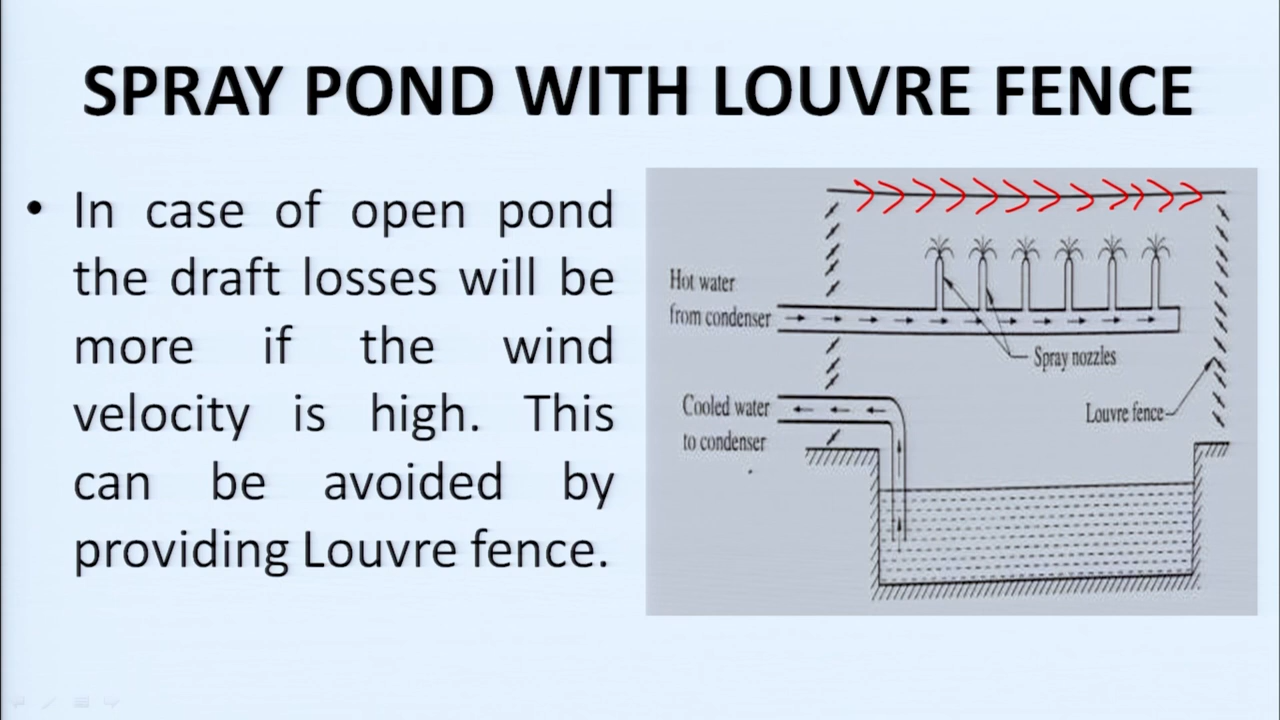 SPRAY POND WITH LOUVRE FENCE
• In case of open pond
the draft losses will be
more if the wind
velocity is high. This
can be avoided by
providing Louvre fence.
Hot water
from condenser
Spray nozzles
Cooled water
to condenser
Louvre fence